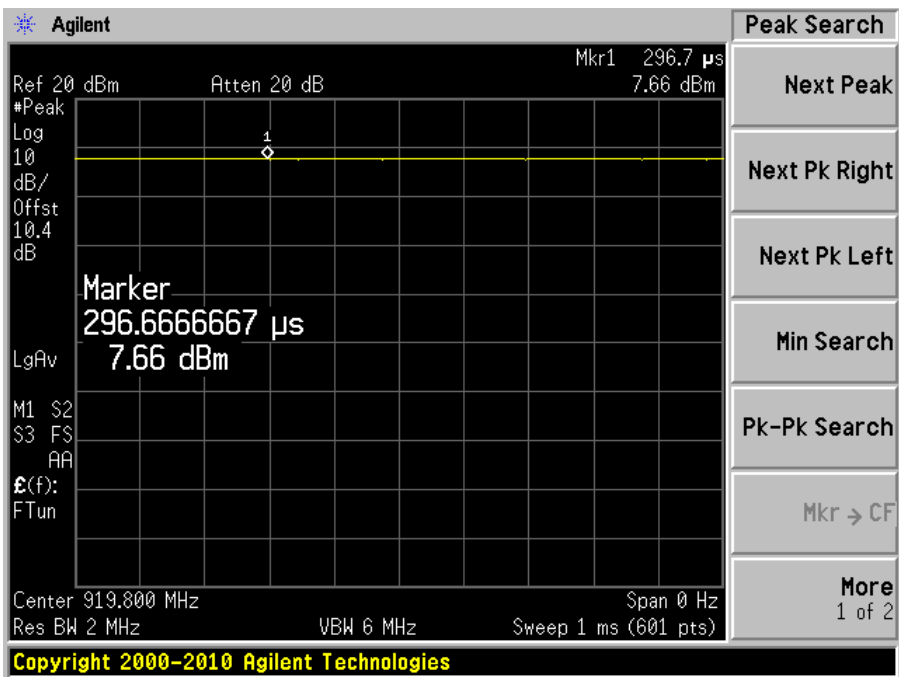 Agilent
Peak Search
Mkr1 296.7 µs
Ref 20 dBm Atten 20 dB 7.66 dBm
#Peak
Log
10
dB/
Offst
10.4
dB
1
Marker
296.6666667 µs
7.66 dBm
LgAv
M1 S2
S3 FS
AA
£(f):
FTun
Center 919.800 MHz Span 0 Hz
Res BW 2 MHz VBW 6 MHz Sweep 1 ms (601 pts)
Copyright 2000-2010 Agilent Technologies
Next Peak
Next Pk Right
Next Pk Left
Min Search
Pk-Pk Search
Mkr → CF
More
1 of 2